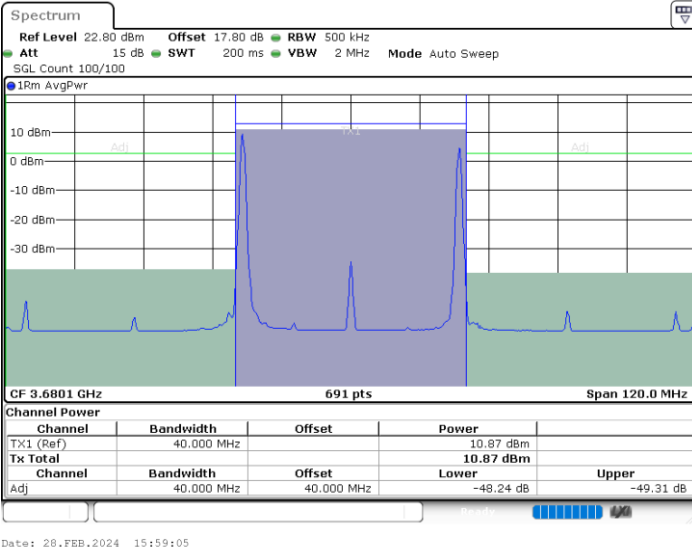 Spectrum
Ref Level 22.80 dBm Offset 17.80 dB RBW 500 kHz
Att 15 dB SWT 200 ms VBW 2 MHz Mode Auto Sweep
SGL Count 100/100
1Rm AvgPwr
TX1
10 dBm
Adj Adj
0 dBm
-10 dBm
-20 dBm
-30 dBm
CF 3.6801 GHz 691 pts Span 120.0 MHz
Channel Power
Channel Bandwidth Offset Power
TX1 (Ref) 40.000 MHz 10.87 dBm
Tx Total 10.87 dBm
Channel Bandwidth Offset Lower Upper
Adj 40.000 MHz 40.000 MHz -48.24 dB -49.31 dB
Ready
Date: 28.FEB.2024 15:59:05